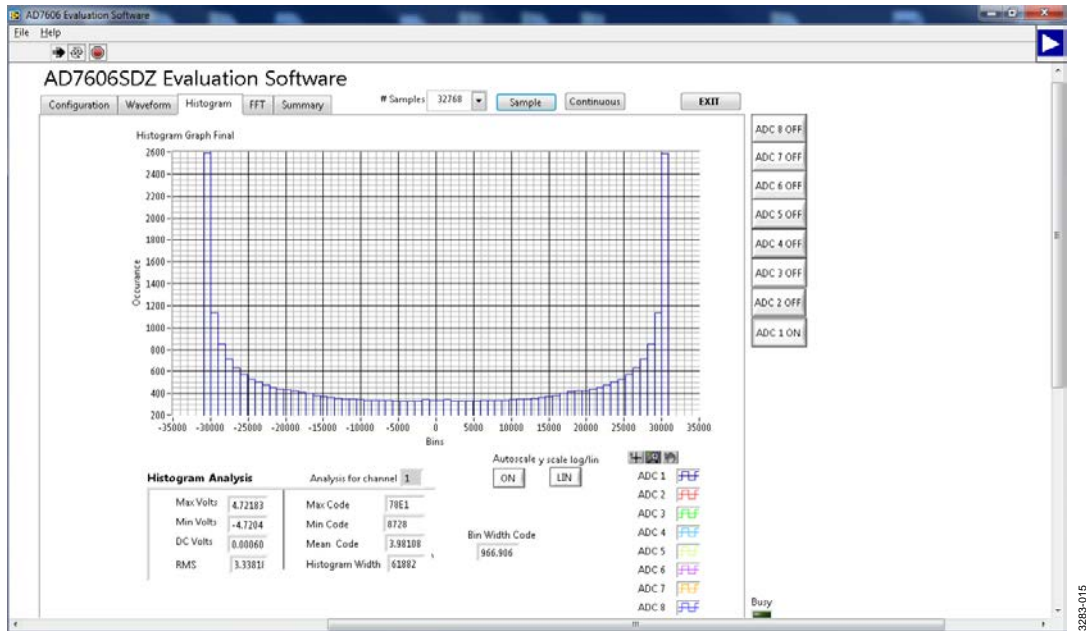 AD7606 Evaluation Software
File Help
AD7606SDZ Evaluation Software
Configuration Waveform Histogram FFT Summary # Samples 32768 Sample Continuous EXIT
Histogram Graph Final
2600
2400
2200
2000
1800
1600
1400
1200
1000
800
600
400
200
Occurance
-35000 -30000 -25000 -20000 -15000 -10000 -5000 0 5000 10000 15000 20000 25000 30000 35000
Bins
ADC 8 OFF
ADC 7 OFF
ADC 6 OFF
ADC 5 OFF
ADC 4 OFF
ADC 3 OFF
ADC 2 OFF
ADC 1 ON
Histogram Analysis
Analysis for channel 1
Max Volts 4.72183
Min Volts -4.7204
DC Volts 0.00060
RMS 3.3381
Max Code 78E1
Min Code 8728
Mean Code 3.98108
Histogram Width 61882
Autoscale y scale log/lin
ON LIN
Bin Width Code
966.906
ADC 1
ADC 2
ADC 3
ADC 4
ADC 5
ADC 6
ADC 7
ADC 8
Busy
3283-015